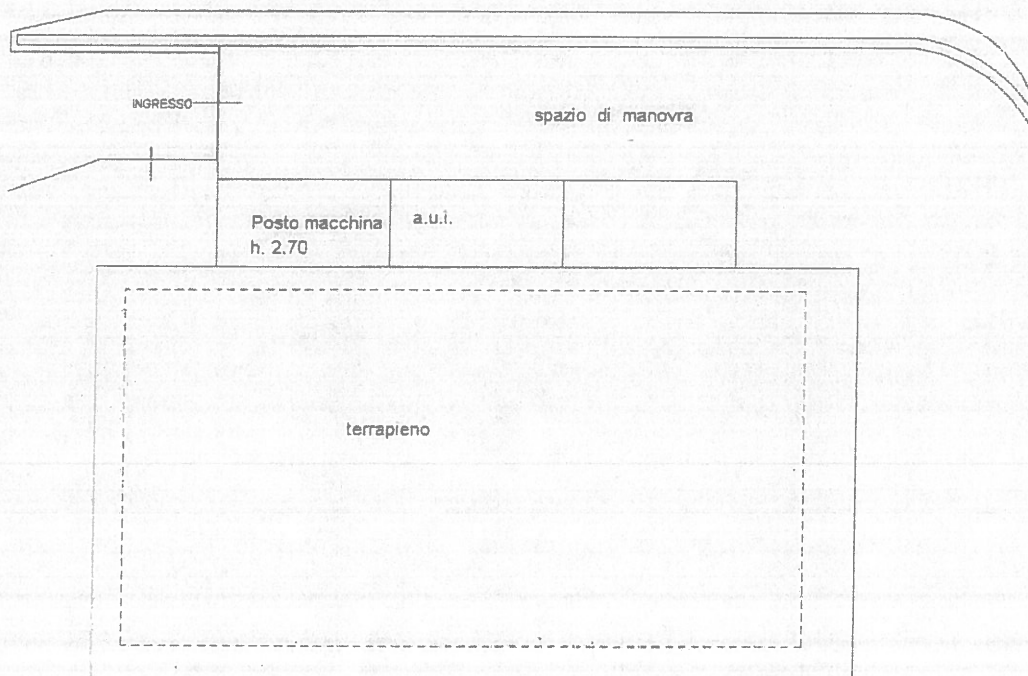 INGRESSO
spazio di manovra
Posto macchina
h. 2.70
a.u.i.
terrapieno